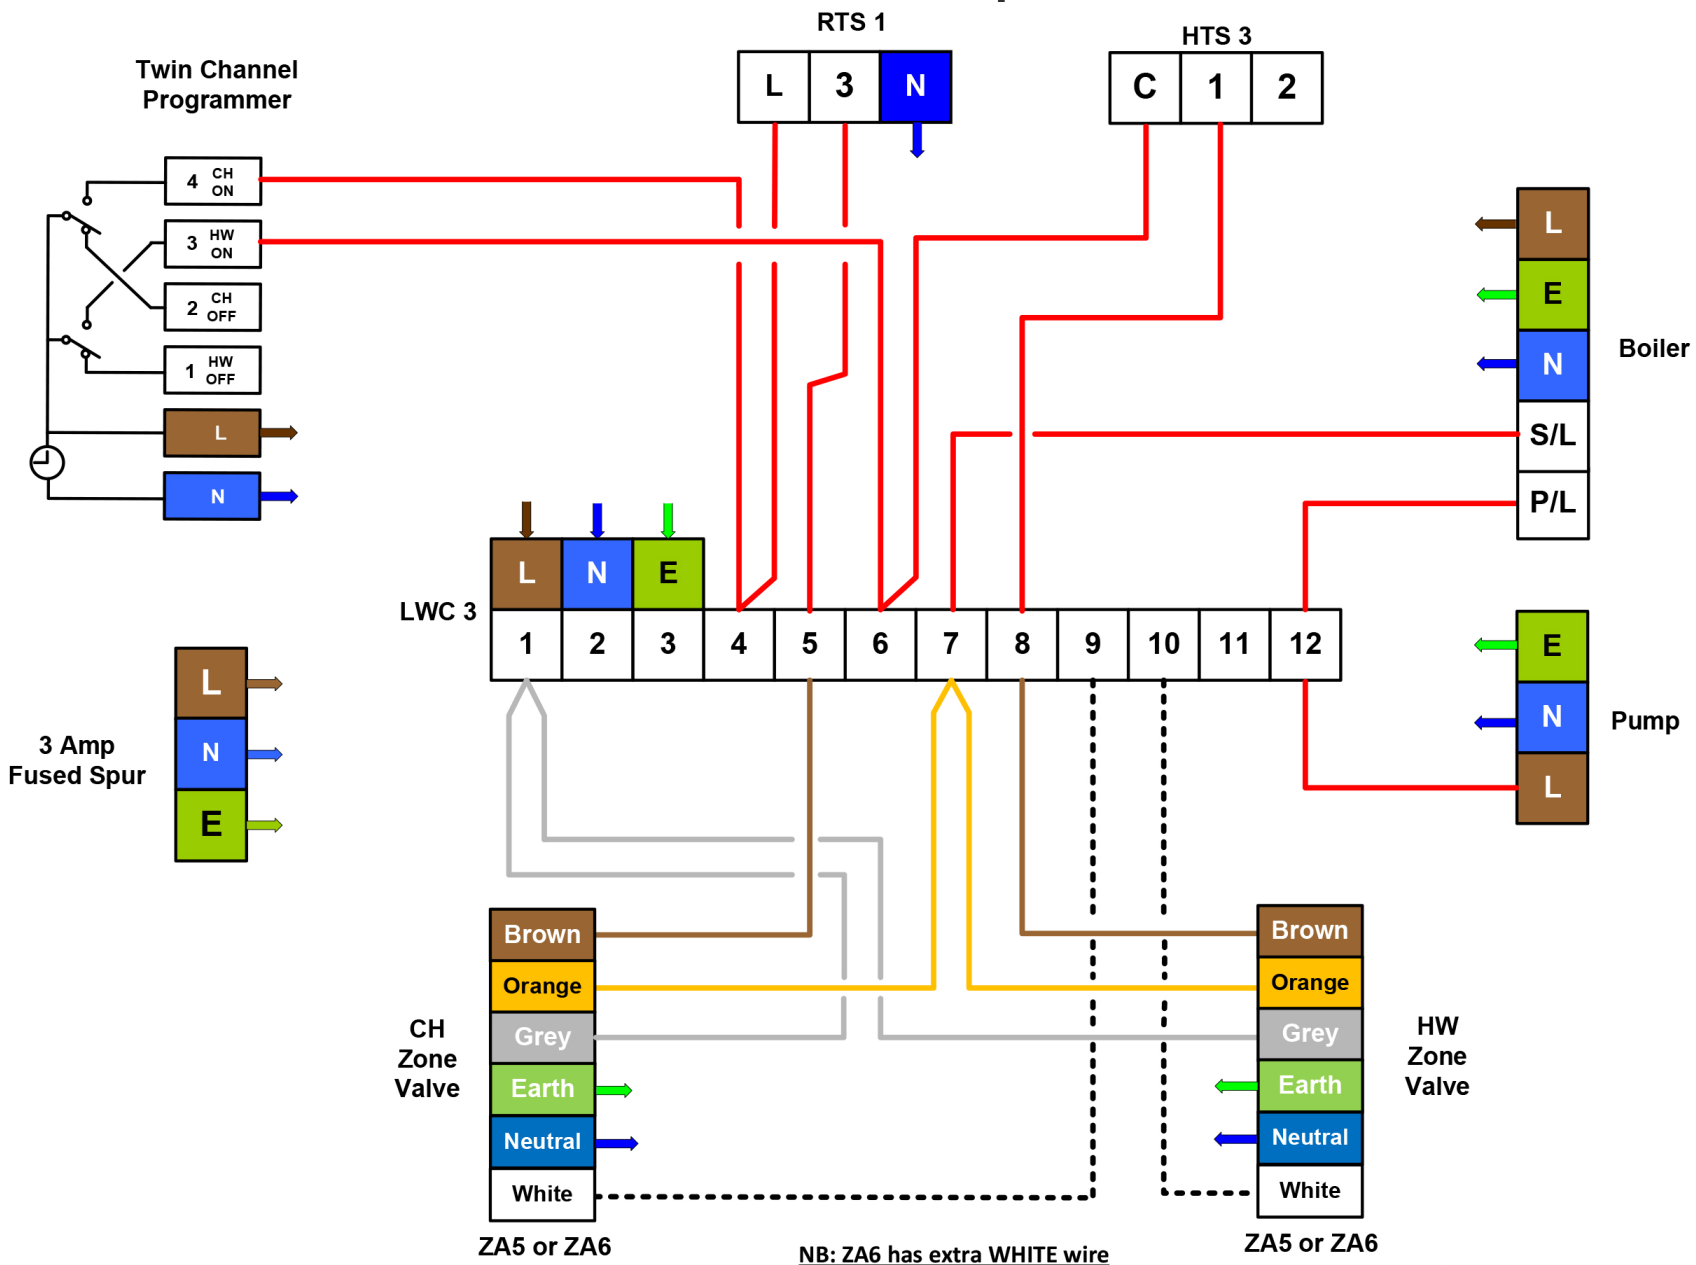 RTS 1
HTS 3
L 3 N
C 1 2
Twin Channel
Programmer
4 CH
ON
3 HW
ON
2 CH
OFF
1 HW
OFF
L
N
L
E
N
S/L
P/L
Boiler
L N E
LWC 3
1 2 3 4 5 6 7 8 9 10 11 12
3 Amp
Fused Spur
L
N
E
E
N
L
Pump
CH
Zone
Valve
Brown
Orange
Grey
Earth
Neutral
White
ZA5 or ZA6
Brown
Orange
Grey
Earth
Neutral
White
HW
Zone
Valve
ZA5 or ZA6
NB: ZA6 has extra WHITE wire